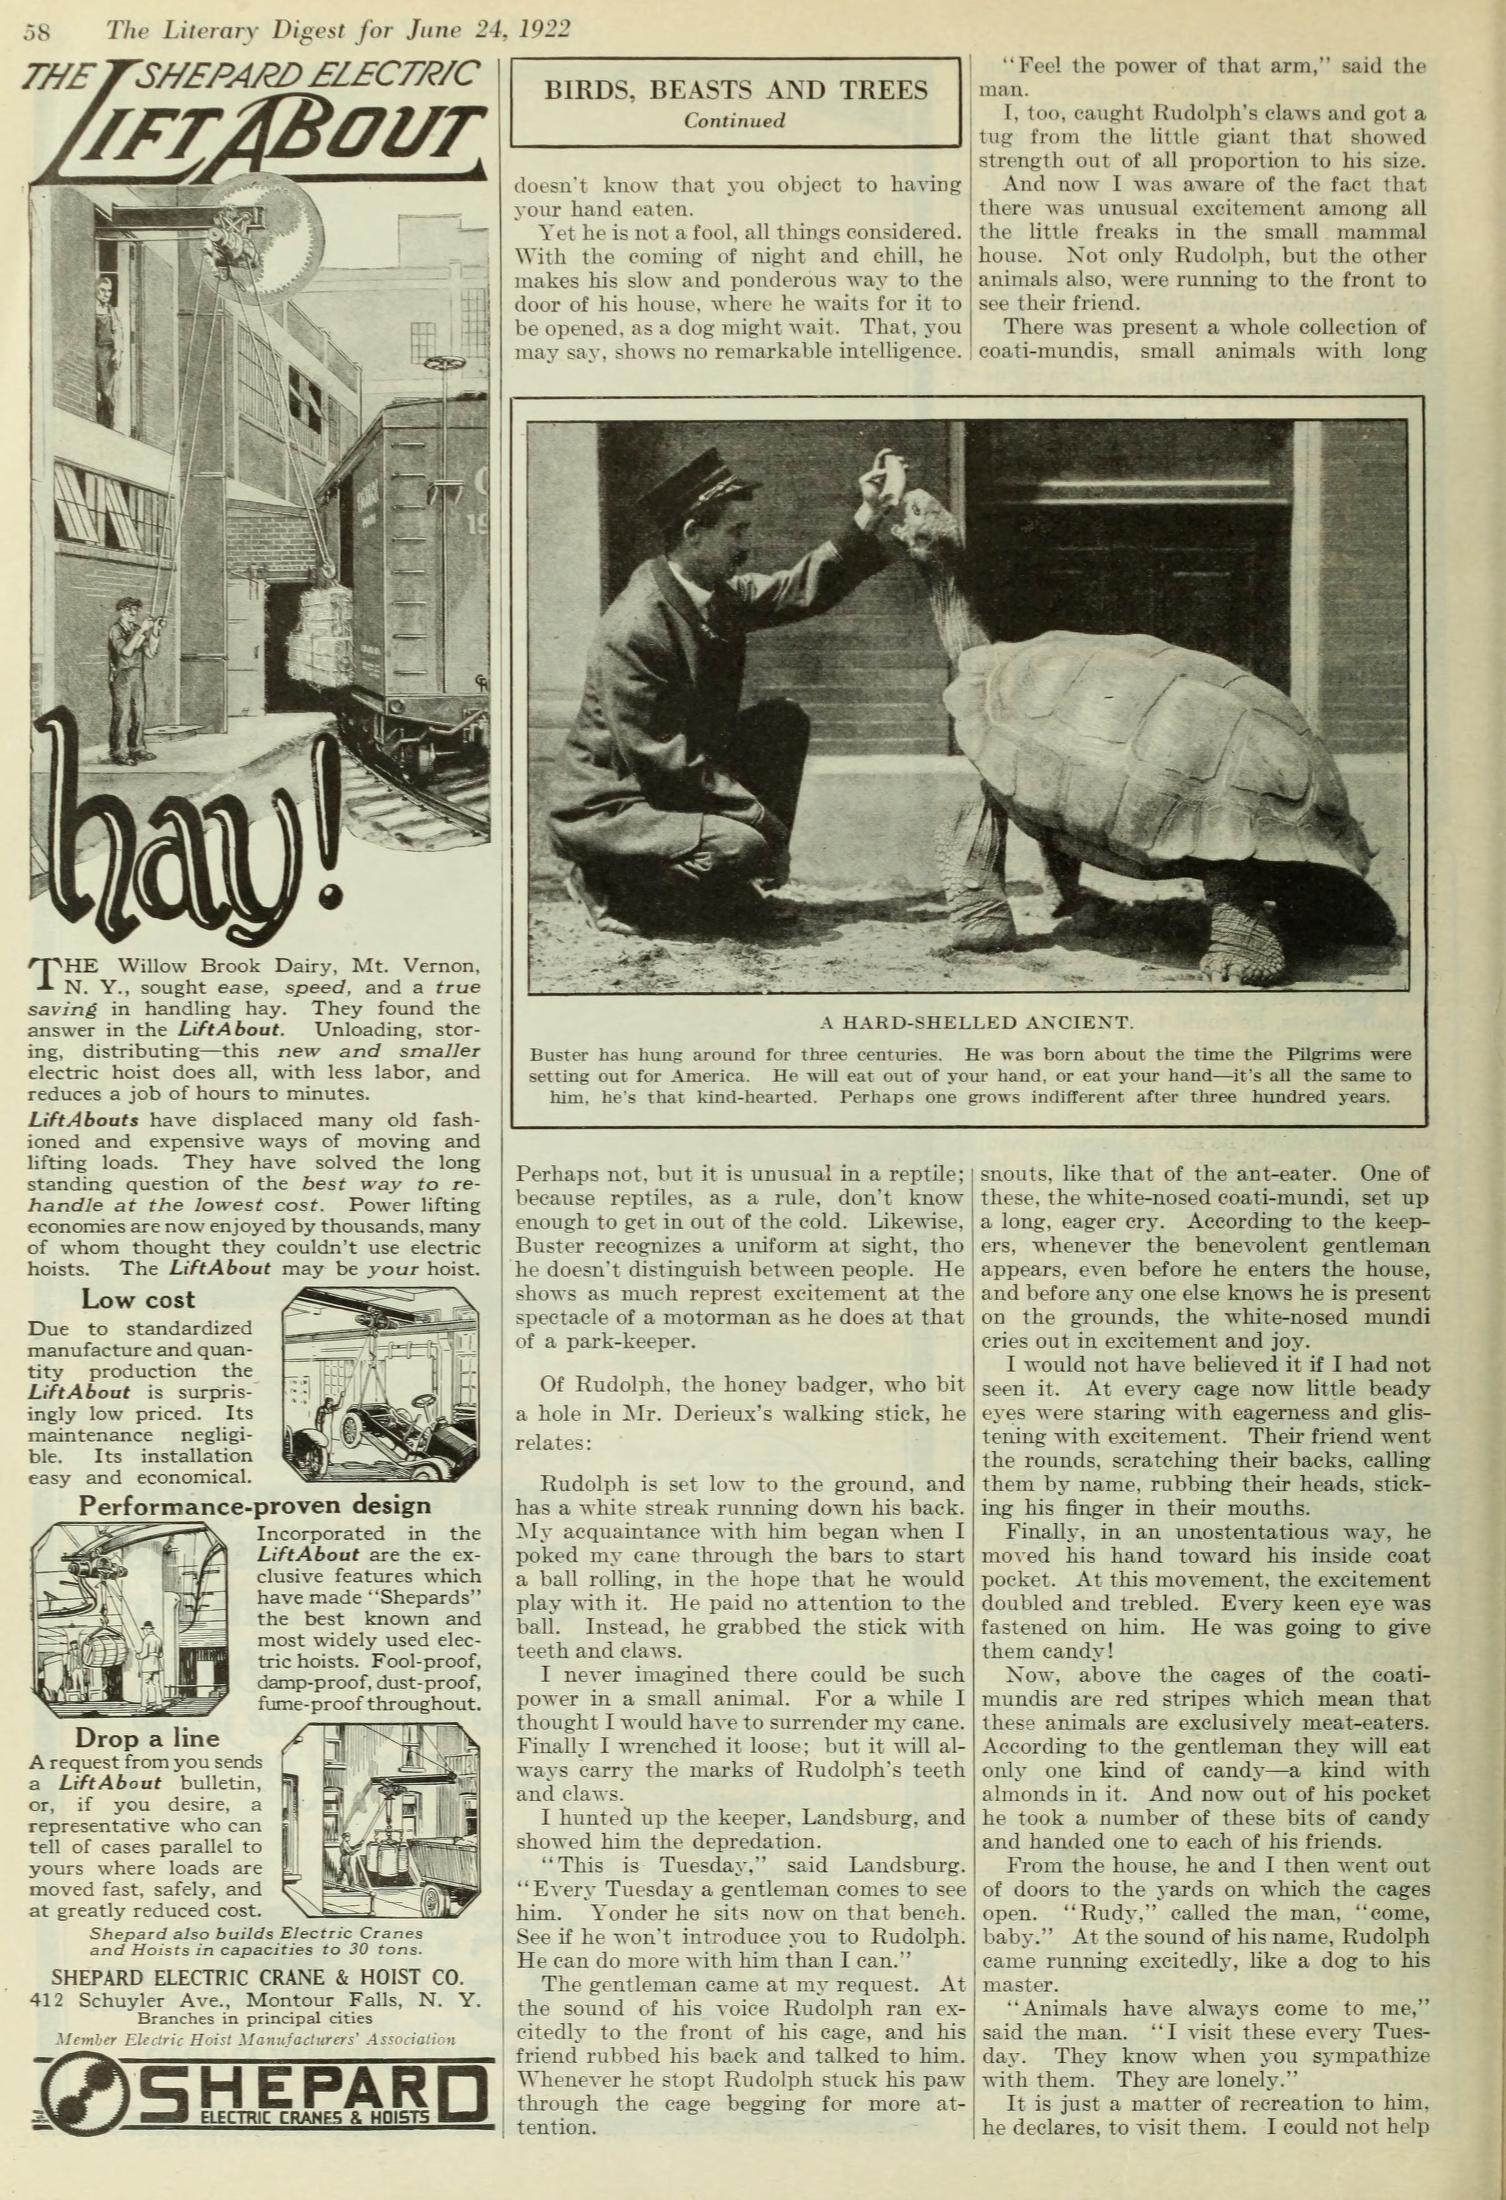 58 The Literary Digest for June 24, 1922
THE SHEPARD ELECTRIC
LIFTABOUT
hay!
THE Willow Brook Dairy, Mt. Vernon,
N. Y., sought ease, speed, and a true
saving in handling hay. They found the
answer in the LiftAbout. Unloading, stor-
ing, distributing—this new and smaller
electric hoist does all, with less labor, and
reduces a job of hours to minutes.
LiftAbouts have displaced many old fash-
ioned and expensive ways of moving and
lifting loads. They have solved the long
standing question of the best way to re-
handle at the lowest cost. Power lifting
economies are now enjoyed by thousands, many
of whom thought they couldn't use electric
hoists. The LiftAbout may be your hoist.
Low cost
Due to standardized
manufacture and quan-
tity production the
LiftAbout is surpris-
ingly low priced. Its
maintenance negligi-
ble. Its installation
easy and economical.
Performance-proven design
Incorporated in the
LiftAbout are the ex-
clusive features which
have made "Shepards"
the best known and
most widely used elec-
tric hoists. Fool-proof,
damp-proof, dust-proof,
fume-proof throughout.
Drop a line
A request from you sends
a LiftAbout bulletin,
or, if you desire, a
representative who can
tell of cases parallel to
yours where loads are
moved fast, safely, and
at greatly reduced cost.
Shepard also builds Electric Cranes
and Hoists in capacities to 30 tons.
SHEPARD ELECTRIC CRANE & HOIST CO.
412 Schuyler Ave., Montour Falls, N. Y.
Branches in principal cities
Member Electric Hoist Manufacturers' Association
SHEPARD
ELECTRIC CRANES & HOISTS
BIRDS, BEASTS AND TREES
Continued
doesn't know that you object to having
your hand eaten.
Yet he is not a fool, all things considered.
With the coming of night and chill, he
makes his slow and ponderous way to the
door of his house, where he waits for it to
be opened, as a dog might wait. That, you
may say, shows no remarkable intelligence.
Perhaps not, but it is unusual in a reptile;
because reptiles, as a rule, don't know
enough to get in out of the cold. Likewise,
Buster recognizes a uniform at sight, tho
he doesn't distinguish between people. He
shows as much represt excitement at the
spectacle of a motorman as he does at that
of a park-keeper.
Of Rudolph, the honey badger, who bit
a hole in Mr. Derieux's walking stick, he
relates:
Rudolph is set low to the ground, and
has a white streak running down his back.
My acquaintance with him began when I
poked my cane through the bars to start
a ball rolling, in the hope that he would
play with it. He paid no attention to the
ball. Instead, he grabbed the stick with
teeth and claws.
I never imagined there could be such
power in a small animal. For a while I
thought I would have to surrender my cane.
Finally I wrenched it loose; but it will al-
ways carry the marks of Rudolph's teeth
and claws.
I hunted up the keeper, Landsburg, and
showed him the depredation.
"This is Tuesday," said Landsburg.
"Every Tuesday a gentleman comes to see
him. Yonder he sits now on that bench.
See if he won't introduce you to Rudolph.
He can do more with him than I can."
The gentleman came at my request. At
the sound of his voice Rudolph ran ex-
citedly to the front of his cage, and his
friend rubbed his back and talked to him.
Whenever he stopt Rudolph stuck his paw
through the cage begging for more at-
tention.
"Feel the power of that arm," said the
man.
I, too, caught Rudolph's claws and got a
tug from the little giant that showed
strength out of all proportion to his size.
And now I was aware of the fact that
there was unusual excitement among all
the little freaks in the small mammal
house. Not only Rudolph, but the other
animals also, were running to the front to
see their friend.
There was present a whole collection of
coati-mundis, small animals with long
A HARD-SHELLED ANCIENT.
Buster has hung around for three centuries. He was born about the time the Pilgrims were
setting out for America. He will eat out of your hand, or eat your hand—it's all the same to
him, he's that kind-hearted. Perhaps one grows indifferent after three hundred years.
snouts, like that of the ant-eater. One of
these, the white-nosed coati-mundi, set up
a long, eager cry. According to the keep-
ers, whenever the benevolent gentleman
appears, even before he enters the house,
and before any one else knows he is present
on the grounds, the white-nosed mundi
cries out in excitement and joy.
I would not have believed it if I had not
seen it. At every cage now little beady
eyes were staring with eagerness and glis-
tening with excitement. Their friend went
the rounds, scratching their backs, calling
them by name, rubbing their heads, stick-
ing his finger in their mouths.
Finally, in an unostentatious way, he
moved his hand toward his inside coat
pocket. At this movement, the excitement
doubled and trebled. Every keen eye was
fastened on him. He was going to give
them candy!
Now, above the cages of the coati-
mundis are red stripes which mean that
these animals are exclusively meat-eaters.
According to the gentleman they will eat
only one kind of candy—a kind with
almonds in it. And now out of his pocket
he took a number of these bits of candy
and handed one to each of his friends.
From the house, he and I then went out
of doors to the yards on which the cages
open. "Rudy," called the man, "come,
baby." At the sound of his name, Rudolph
came running excitedly, like a dog to his
master.
"Animals have always come to me,"
said the man. "I visit these every Tues-
day. They know when you sympathize
with them. They are lonely."
It is just a matter of recreation to him,
he declares, to visit them. I could not help